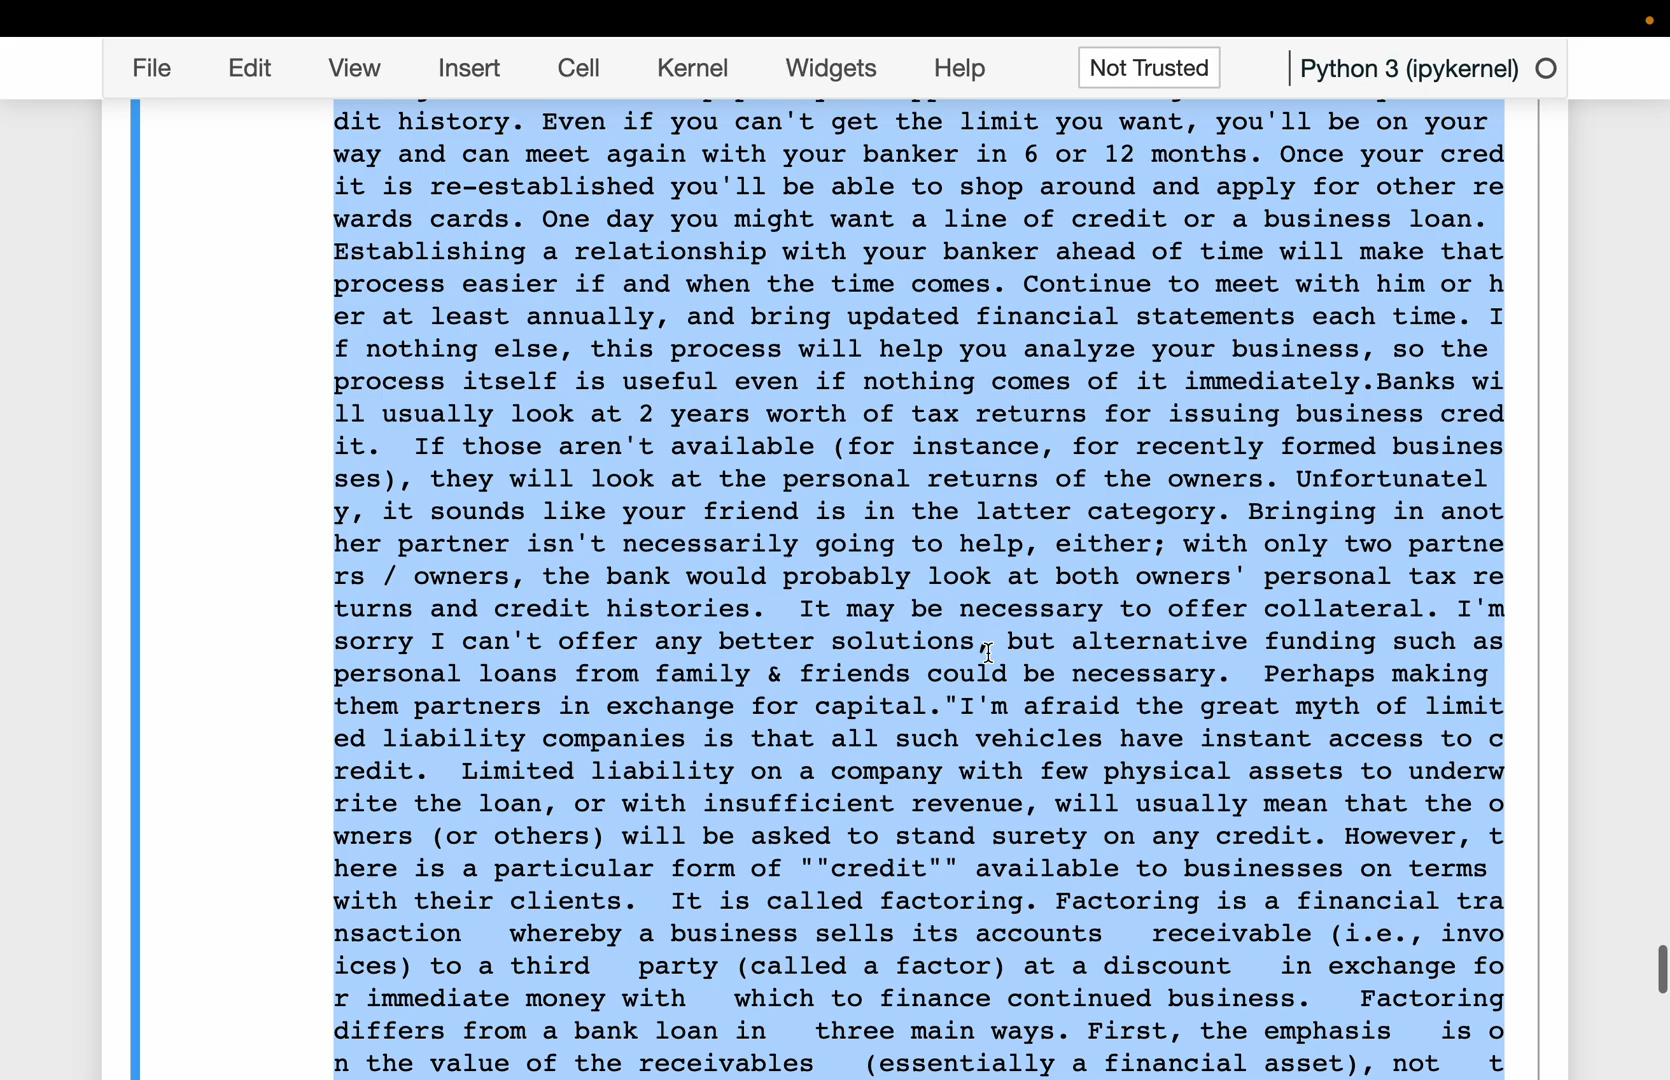 File Edit View Insert Cell Kernel Widgets Help Not Trusted Python 3 (ipykernel)
dit history. Even if you can't get the limit you want, you'll be on your
way and can meet again with your banker in 6 or 12 months. Once your cred
it is re-established you'll be able to shop around and apply for other re
wards cards. One day you might want a line of credit or a business loan.
Establishing a relationship with your banker ahead of time will make that
process easier if and when the time comes. Continue to meet with him or h
er at least annually, and bring updated financial statements each time. I
f nothing else, this process will help you analyze your business, so the
process itself is useful even if nothing comes of it immediately.Banks wi
ll usually look at 2 years worth of tax returns for issuing business cred
it.  If those aren't available (for instance, for recently formed busines
ses), they will look at the personal returns of the owners. Unfortunatel
y, it sounds like your friend is in the latter category. Bringing in anot
her partner isn't necessarily going to help, either; with only two partne
rs / owners, the bank would probably look at both owners' personal tax re
turns and credit histories.  It may be necessary to offer collateral. I'm
sorry I can't offer any better solutions, but alternative funding such as
personal loans from family & friends could be necessary.  Perhaps making
them partners in exchange for capital."I'm afraid the great myth of limit
ed liability companies is that all such vehicles have instant access to c
redit.  Limited liability on a company with few physical assets to underw
rite the loan, or with insufficient revenue, will usually mean that the o
wners (or others) will be asked to stand surety on any credit. However, t
here is a particular form of ""credit"" available to businesses on terms
with their clients.  It is called factoring. Factoring is a financial tra
nsaction   whereby a business sells its accounts   receivable (i.e., invo
ices) to a third   party (called a factor) at a discount   in exchange fo
r immediate money with   which to finance continued business.   Factoring
differs from a bank loan in   three main ways. First, the emphasis   is o
n the value of the receivables   (essentially a financial asset), not   t